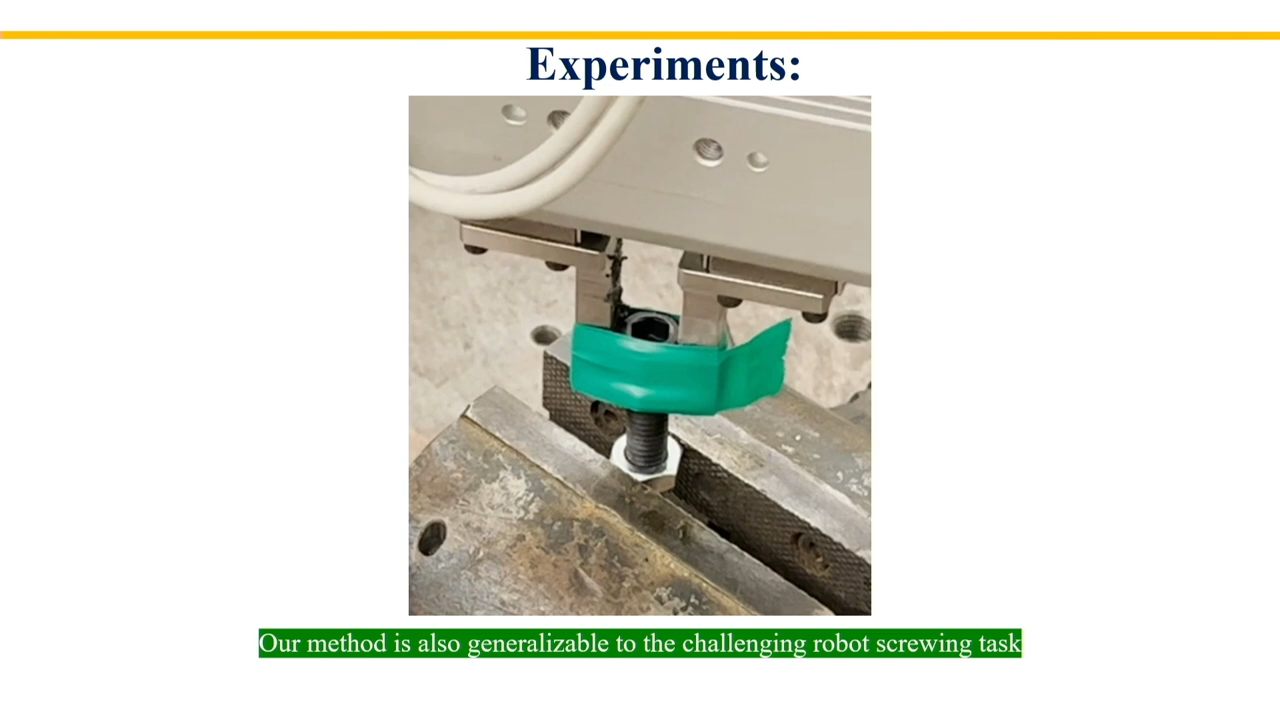 Experiments:
Our method is also generalizable to the challenging robot screwing task